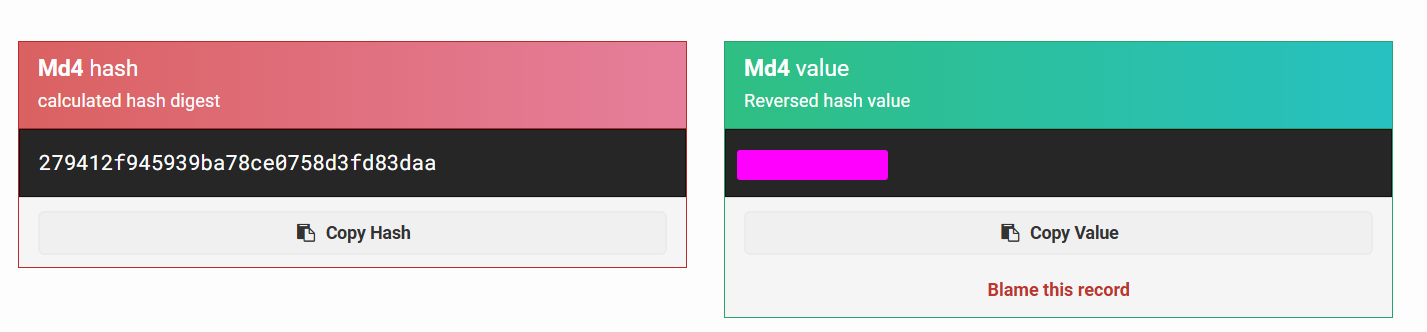 Md4 hash
calculated hash digest
279412f945939ba78ce0758d3fd83daa
Copy Hash
Md4 value
Reversed hash value
Copy Value
Blame this record